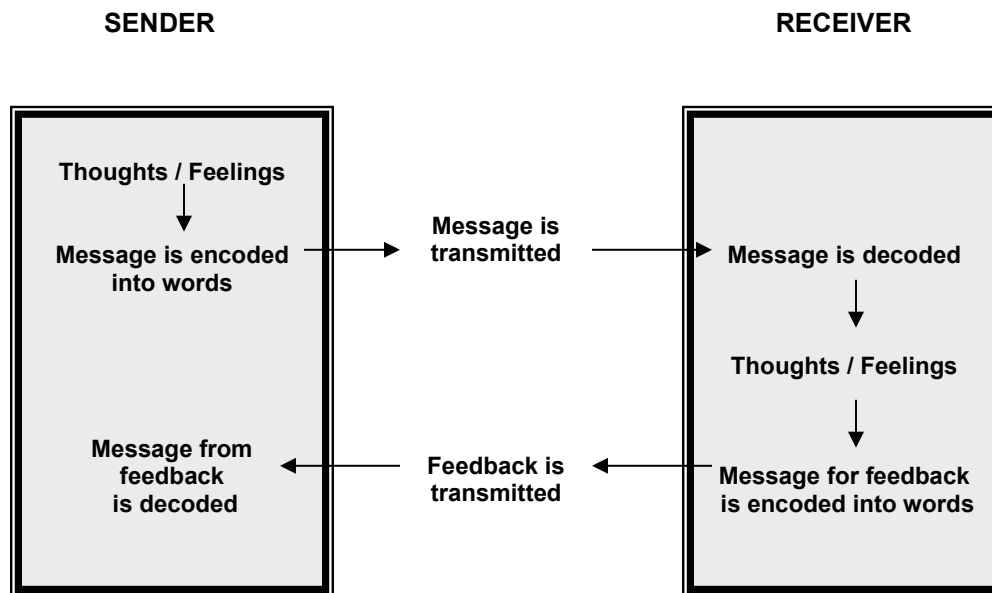 SENDER
RECEIVER
Thoughts / Feelings
Message is encoded
into words
Message is
transmitted
Message is decoded
Thoughts / Feelings
Message for feedback
is encoded into words
Feedback is
transmitted
Message from
feedback
is decoded